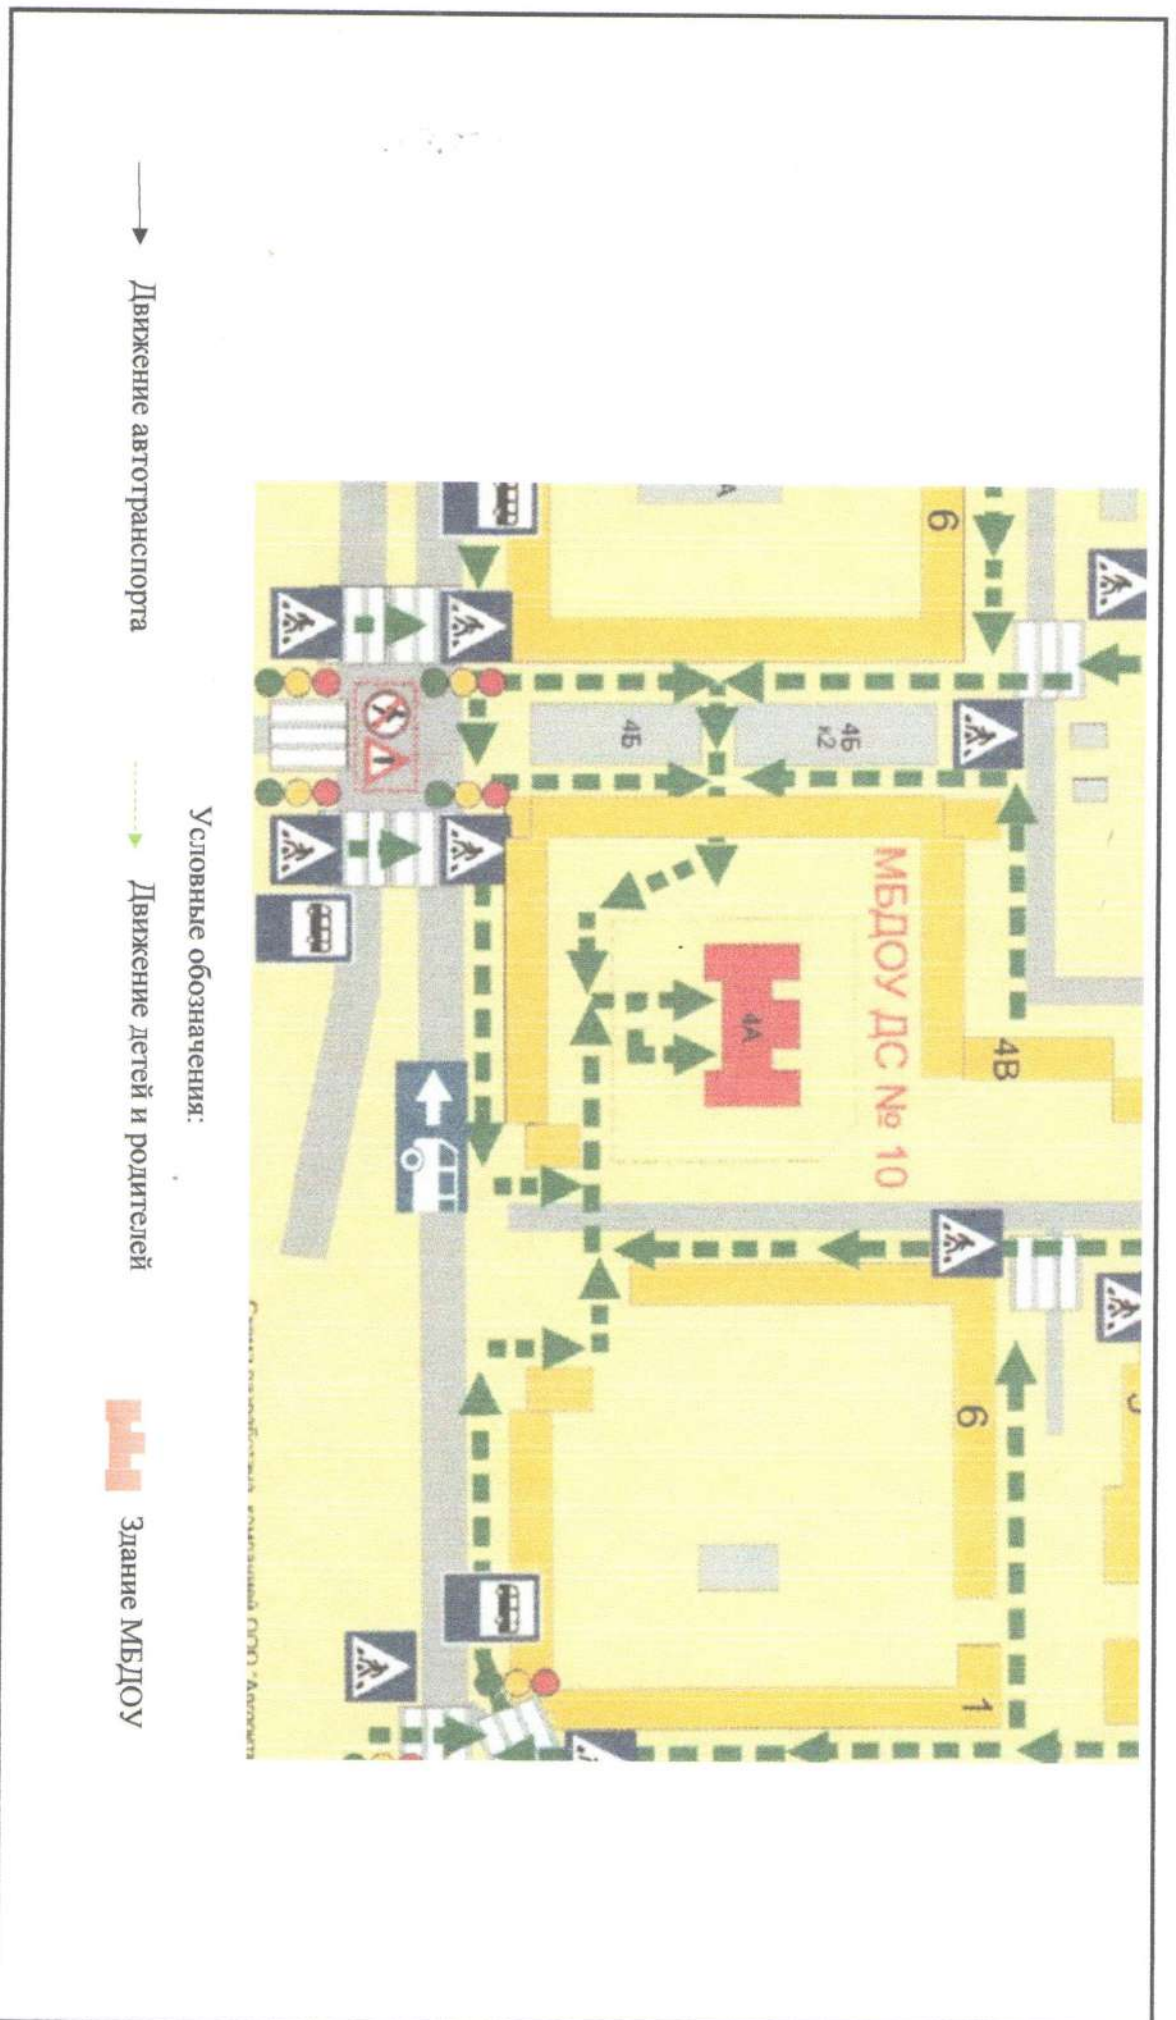 6
4Б
к2
4Б
МБДОУ ДС № 10
4А
4В
6
1
Условные обозначения:
Движение автотранспорта
Движение детей и родителей
Здание МБДОУ